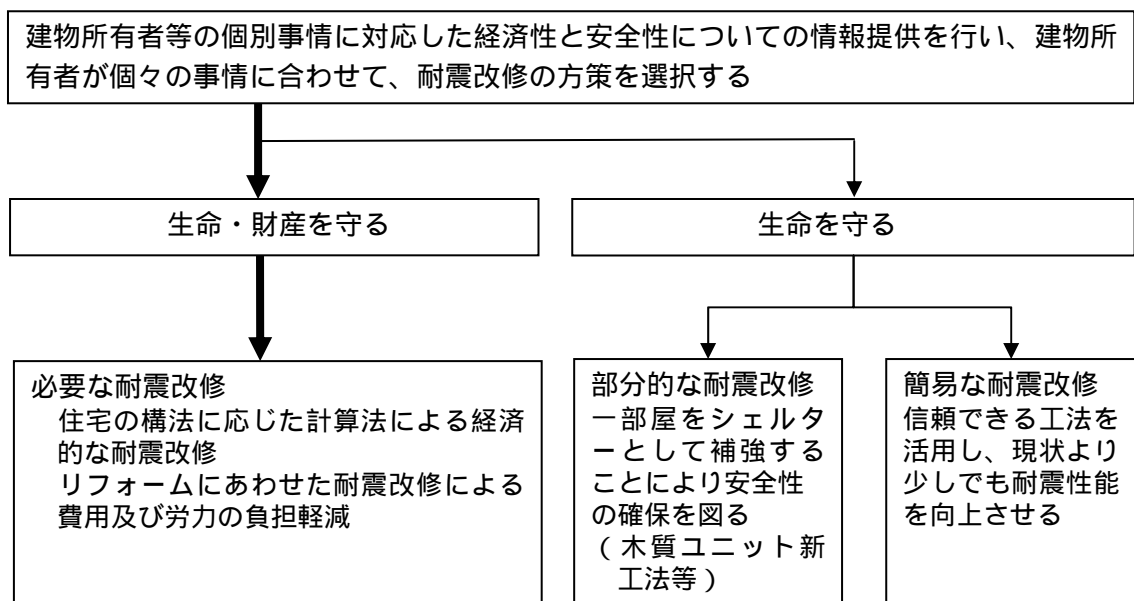 建物所有者等の個別事情に対応した経済性と安全性についての情報提供を行い、建物所
有者が個々の事情に合わせて、耐震改修の方策を選択する
生命・財産を守る
生命を守る
必要な耐震改修
住宅の構法に応じた計算法による経済
的な耐震改修
リフォームにあわせた耐震改修による
費用及び労力の負担軽減
部分的な耐震改修
一部屋をシェルタ
ーとして補強する
ことにより安全性
の確保を図る
（木質ユニット新
工法等）
簡易な耐震改修
信頼できる工法を
活用し、現状より
少しでも耐震性能
を向上させる